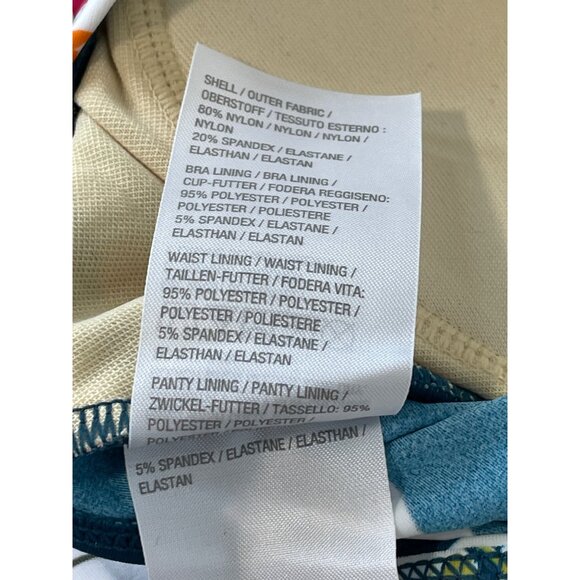 SHELL / OUTER FABRIC /
OBERSTOFF / TESSUTO ESTERNO :
80% NYLON / NYLON / NYLON /
NYLON
20% SPANDEX / ELASTANE /
ELASTHAN / ELASTAN
BRA LINING / BRA LINING /
CUP-FUTTER / FODERA REGGISENO:
95% POLYESTER / POLYESTER /
POLYESTER / POLIESTERE
5% SPANDEX / ELASTANE /
ELASTHAN / ELASTAN
WAIST LINING / WAIST LINING /
TAILLEN-FUTTER / FODERA VITA:
95% POLYESTER / POLYESTER /
POLYESTER / POLIESTERE
5% SPANDEX / ELASTANE /
ELASTHAN / ELASTAN
PANTY LINING / PANTY LINING /
ZWICKEL-FUTTER / TASSELLO: 95%
POLYESTER / POLYESTER /
5% SPANDEX / ELASTANE / ELASTHAN /
ELASTAN